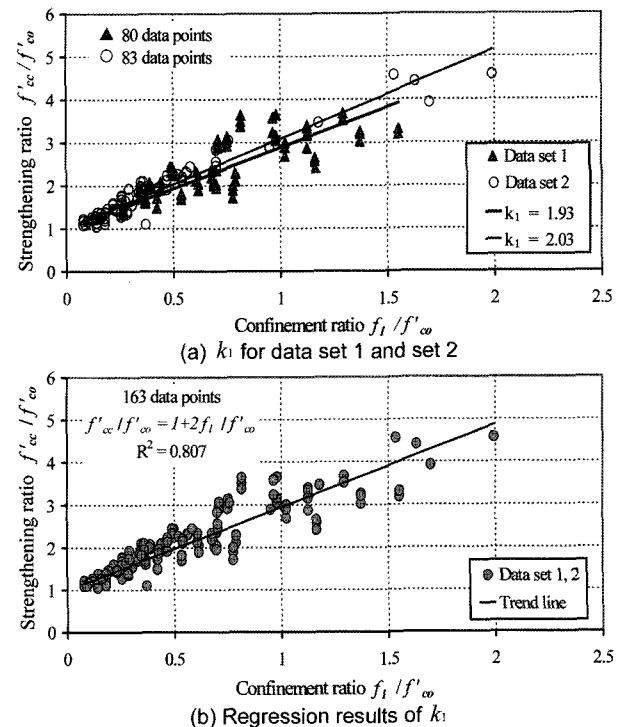 6
5
4
3
2
1
0
Strengthening ratio f'cc/f'co
▲ 80 data points
○ 83 data points
▲ Data set 1
○ Data set 2
k₁ = 1.93
k₁ = 2.03
0 0.5 1 1.5 2 2.5
Confinement ratio fl/f'co
(a) k₁ for data set 1 and set 2
6
5
4
3
2
1
0
Strengthening ratio f'cc/f'co
163 data points
f'cc/f'co = 1+2fl/f'co
R² = 0.807
Data set 1, 2
Trend line
0 0.5 1 1.5 2 2.5
Confinement ratio fl/f'co
(b) Regression results of k₁